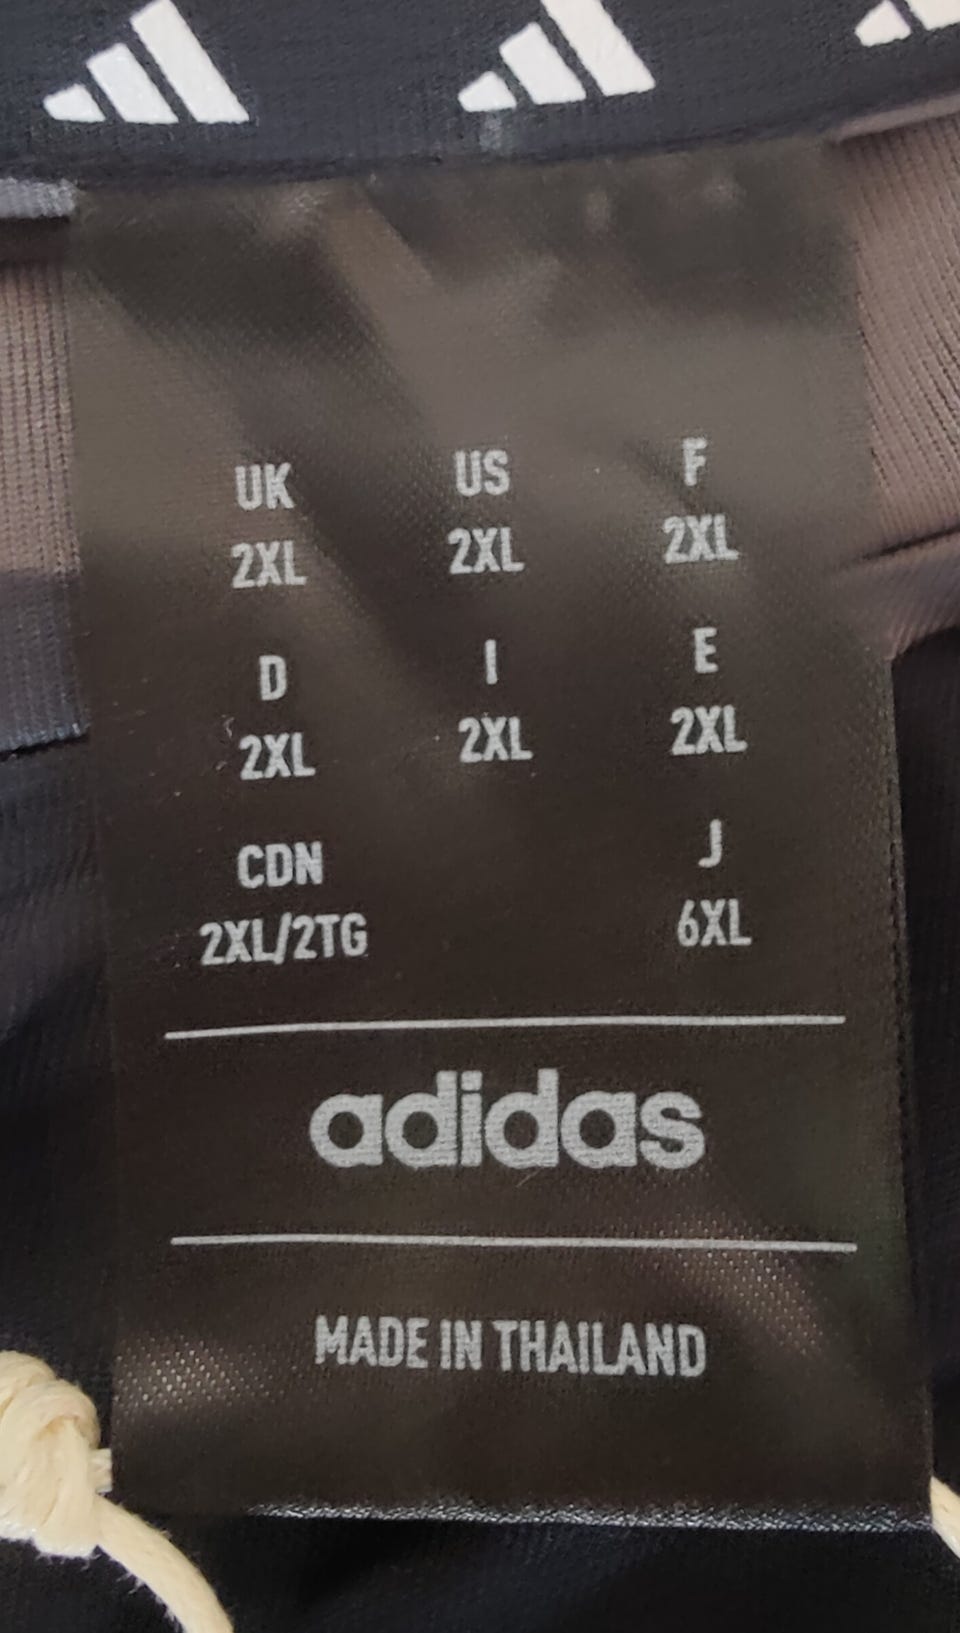 UK US F
2XL 2XL 2XL
D I E
2XL 2XL 2XL
CDN J
2XL/2TG 6XL
adidas
MADE IN THAILAND